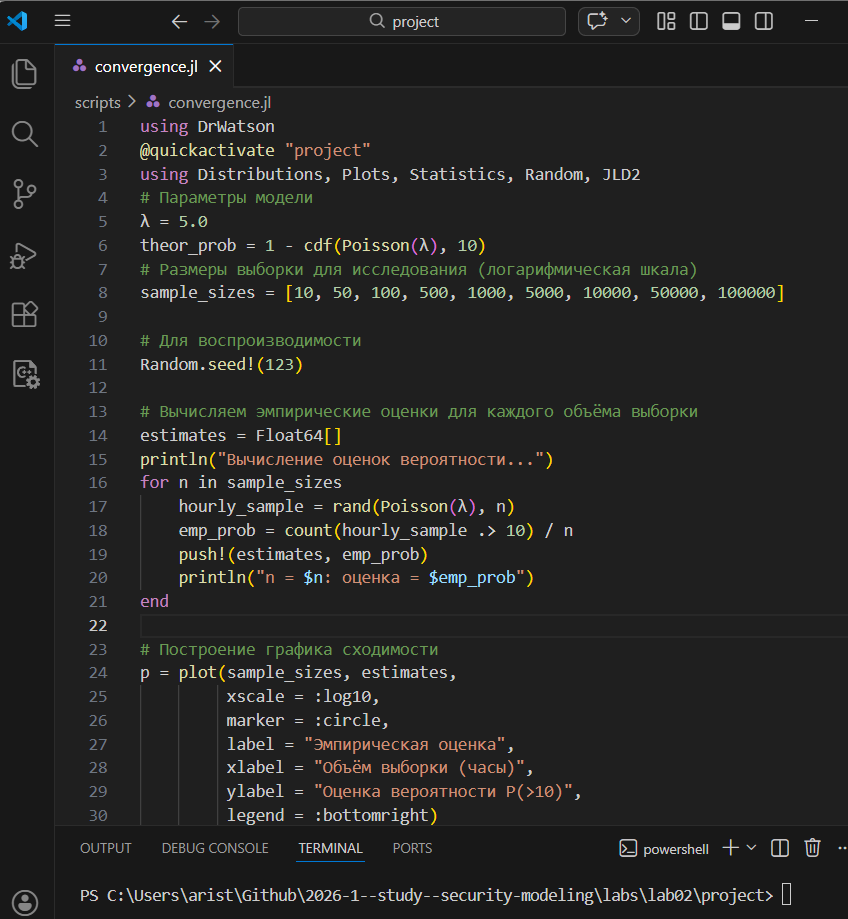 project
convergence.jl
scripts > convergence.jl
1 using DrWatson
2 @quickactivate "project"
3 using Distributions, Plots, Statistics, Random, JLD2
4 # Параметры модели
5 λ = 5.0
6 theor_prob = 1 - cdf(Poisson(λ), 10)
7 # Размеры выборки для исследования (логарифмическая шкала)
8 sample_sizes = [10, 50, 100, 500, 1000, 5000, 10000, 50000, 100000]
9
10 # Для воспроизводимости
11 Random.seed!(123)
12
13 # Вычисляем эмпирические оценки для каждого объёма выборки
14 estimates = Float64[]
15 println("Вычисление оценок вероятности...")
16 for n in sample_sizes
17     hourly_sample = rand(Poisson(λ), n)
18     emp_prob = count(hourly_sample .> 10) / n
19     push!(estimates, emp_prob)
20     println("n = $n: оценка = $emp_prob")
21 end
22
23 # Построение графика сходимости
24 p = plot(sample_sizes, estimates,
25          xscale = :log10,
26          marker = :circle,
27          label = "Эмпирическая оценка",
28          xlabel = "Объём выборки (часы)",
29          ylabel = "Оценка вероятности P(>10)",
30          legend = :bottomright)
OUTPUT DEBUG CONSOLE TERMINAL PORTS powershell
PS C:\Users\arist\Github\2026-1--study--security-modeling\labs\lab02\project>